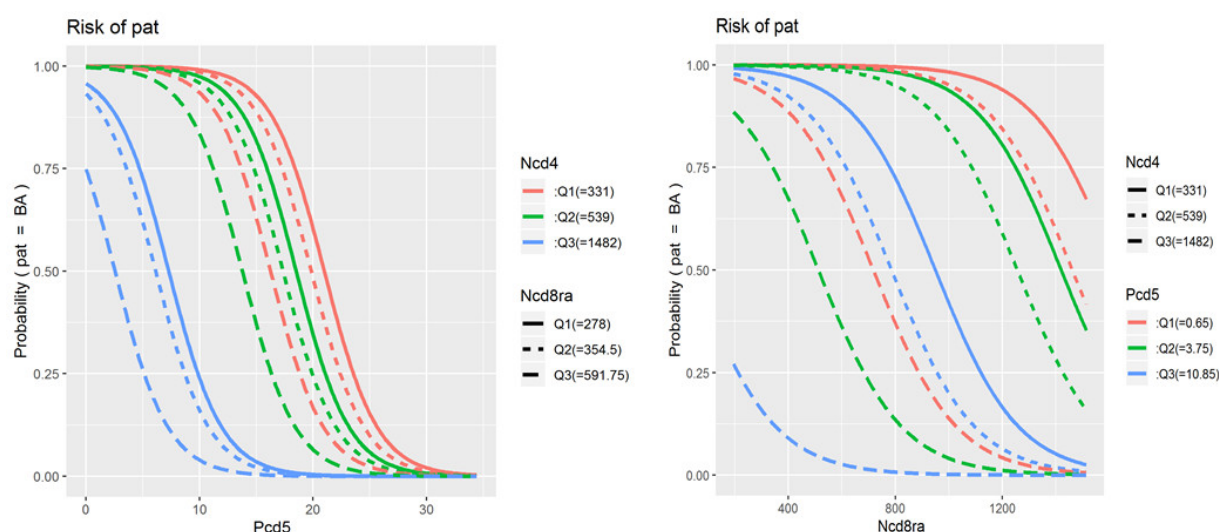 Risk of pat
Probability ( pat = BA )
1.00
0.75
0.50
0.25
0.00
0
10
20
30
Pcd5
Ncd4
:Q1(=331)
:Q2(=539)
:Q3(=1482)
Ncd8ra
Q1(=278)
Q2(=354.5)
Q3(=591.75)
Risk of pat
Probability ( pat = BA )
1.00
0.75
0.50
0.25
0.00
400
800
1200
Ncd8ra
Ncd4
Q1(=331)
Q2(=539)
Q3(=1482)
Pcd5
:Q1(=0.65)
:Q2(=3.75)
:Q3(=10.85)